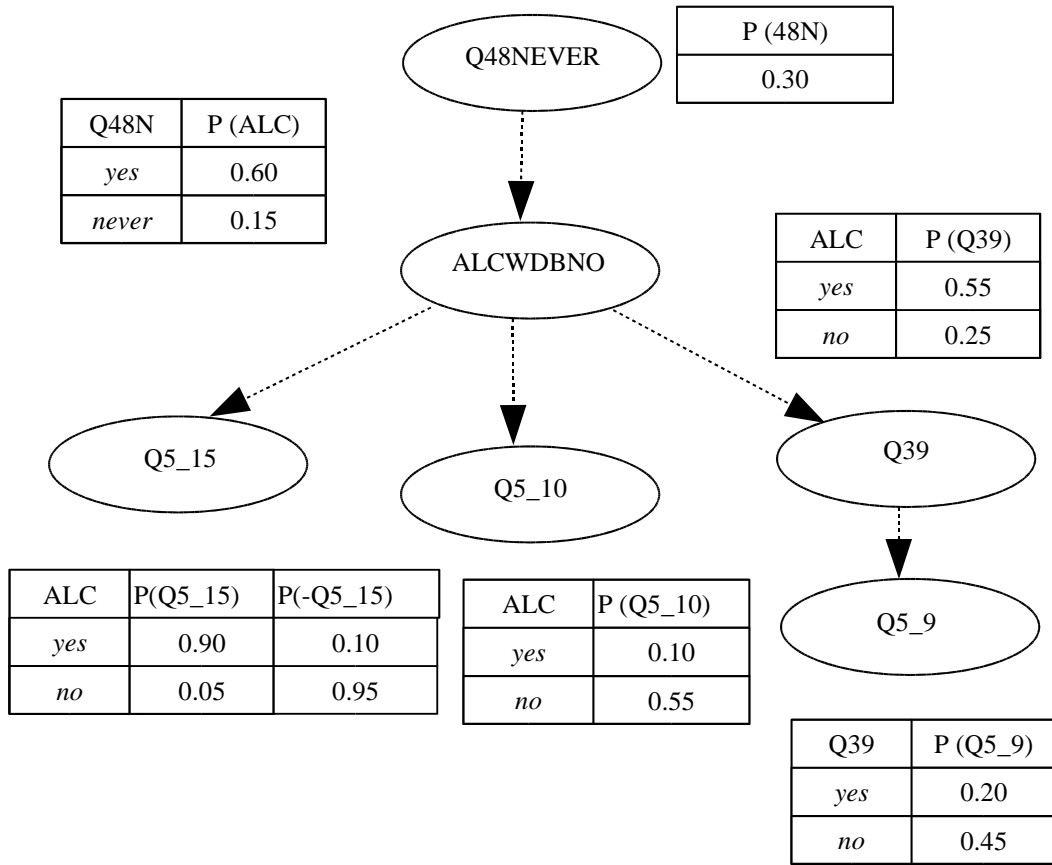 Q48NEVER
P (48N)
0.30
Q48N P (ALC)
yes 0.60
never 0.15
ALCWDBNO
ALC P (Q39)
yes 0.55
no 0.25
Q5_15
Q5_10
Q39
ALC P(Q5_15) P(-Q5_15)
yes 0.90 0.10
no 0.05 0.95
ALC P (Q5_10)
yes 0.10
no 0.55
Q5_9
Q39 P (Q5_9)
yes 0.20
no 0.45